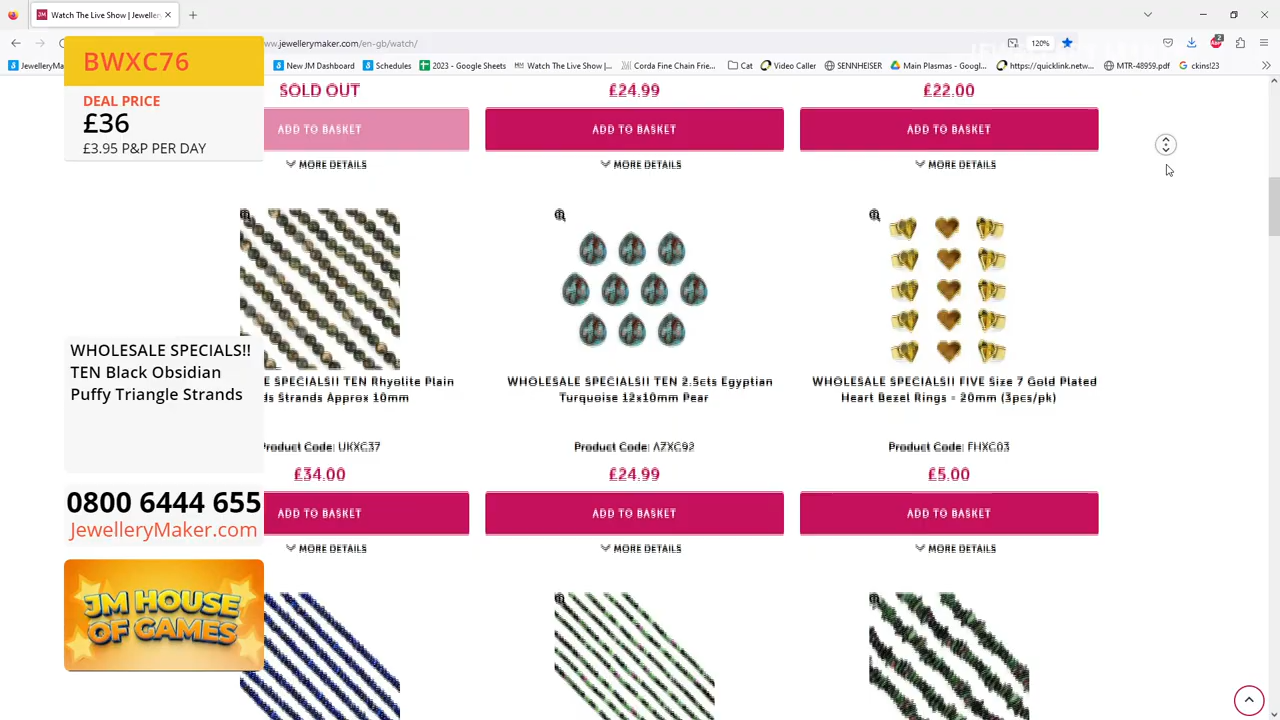 Watch The Live Show | Jeweller
w.jewellerymaker.com/en-gb/watch/
120%
2
JewelleryMa
New JM Dashboard
Schedules
2023 - Google Sheets
Watch The Live Show |...
Corda Fine Chain Frie...
Cat
Video Caller
SENNHEISER
Main Plasmas - Googl...
https://quicklink.netw...
MTR-48959.pdf
ckins23
BWXC76
DEAL PRICE
£36
£3.95 P&P PER DAY
SOLD OUT
£24.99
£22.00
ADD TO BASKET
ADD TO BASKET
ADD TO BASKET
MORE DETAILS
MORE DETAILS
MORE DETAILS
WHOLESALE SPECIALS!!
TEN Black Obsidian
Puffy Triangle Strands
E SPECIALS!! TEN Rhyolite Plain
ds Strands Approx 10mm
WHOLESALE SPECIALS!! TEN 2.5cts Egyptian
Turquoise 12x10mm Pear
WHOLESALE SPECIALS!! FIVE Size 7 Gold Plated
Heart Bezel Rings - 20mm (3pcs/pk)
Product Code: UKXC37
Product Code: AZXC92
Product Code: FHXC03
£34.00
£24.99
£5.00
ADD TO BASKET
ADD TO BASKET
ADD TO BASKET
MORE DETAILS
MORE DETAILS
MORE DETAILS
0800 6444 655
JewelleryMaker.com
JM HOUSE
OF GAMES